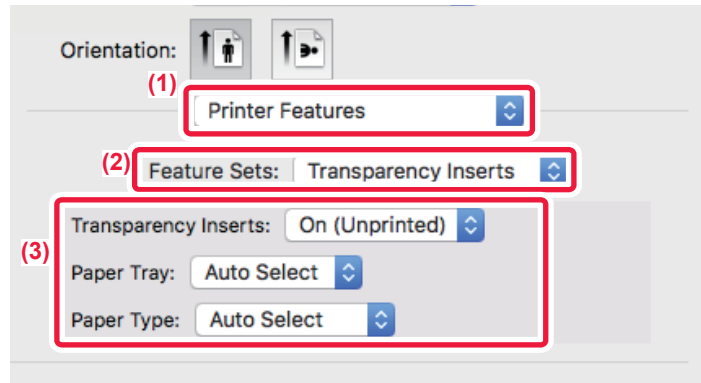 Orientation:
(1)
Printer Features
(2) Feature Sets: Transparency Inserts
(3)
Transparency Inserts: On (Unprinted)
Paper Tray: Auto Select
Paper Type: Auto Select